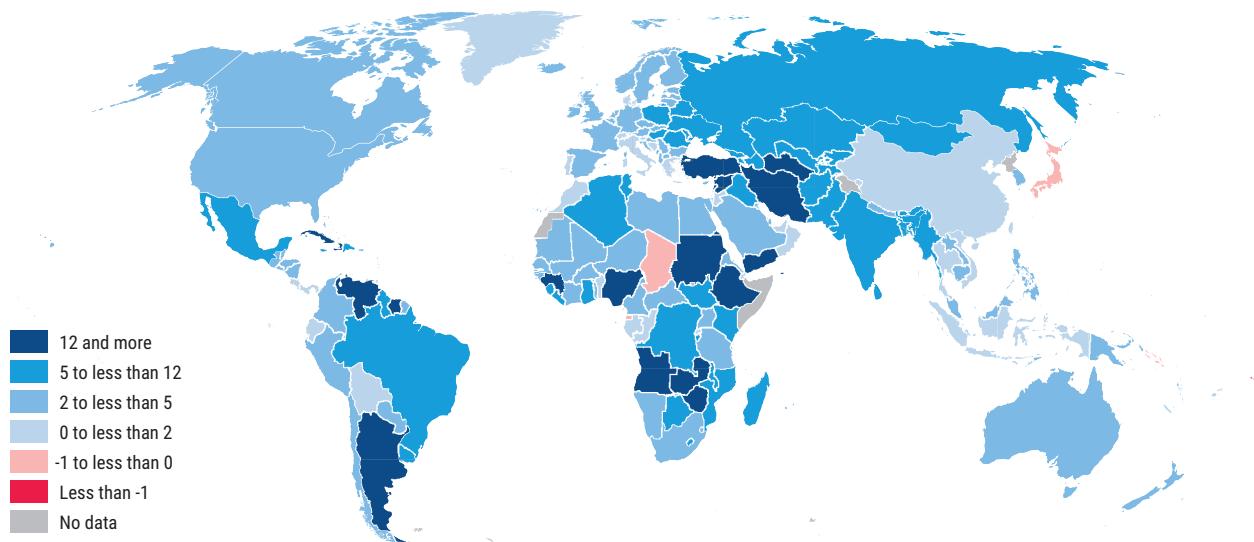 12 and more
5 to less than 12
2 to less than 5
0 to less than 2
-1 to less than 0
Less than -1
No data